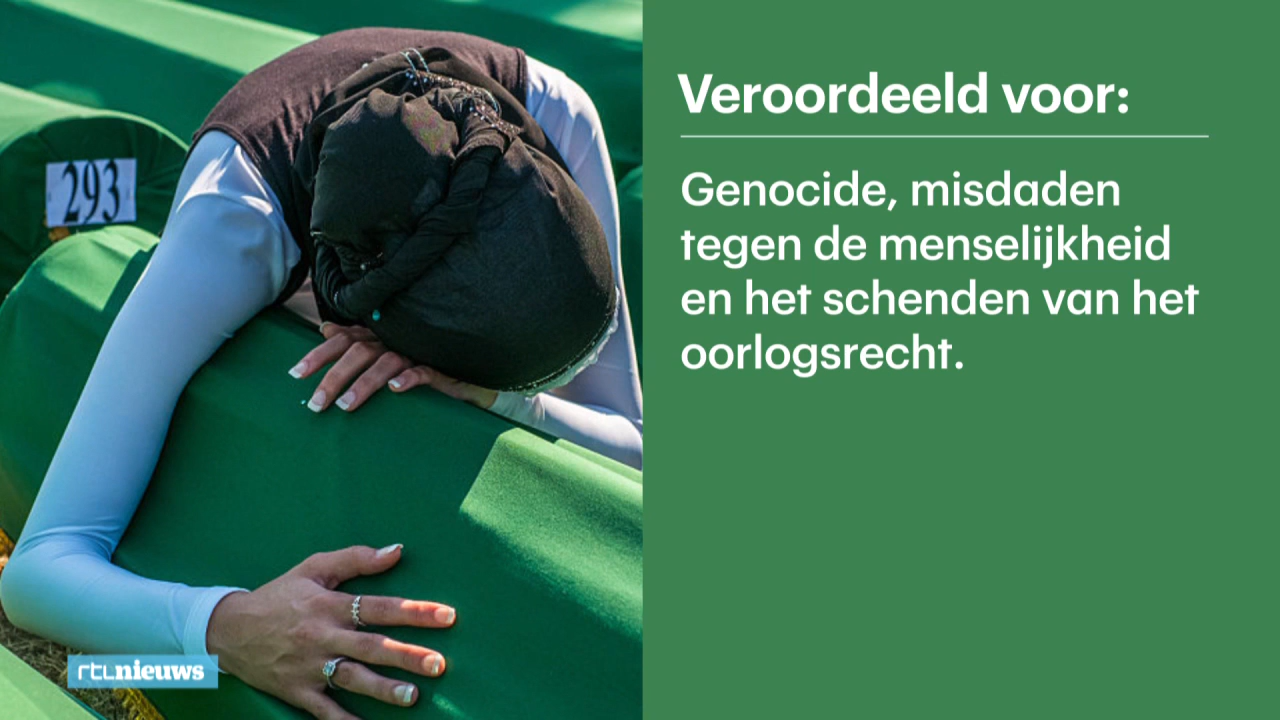 293
Veroordeeld voor:
Genocide, misdaden
tegen de menselijkheid
en het schenden van het
oorlogsrecht.
rtlnieuws